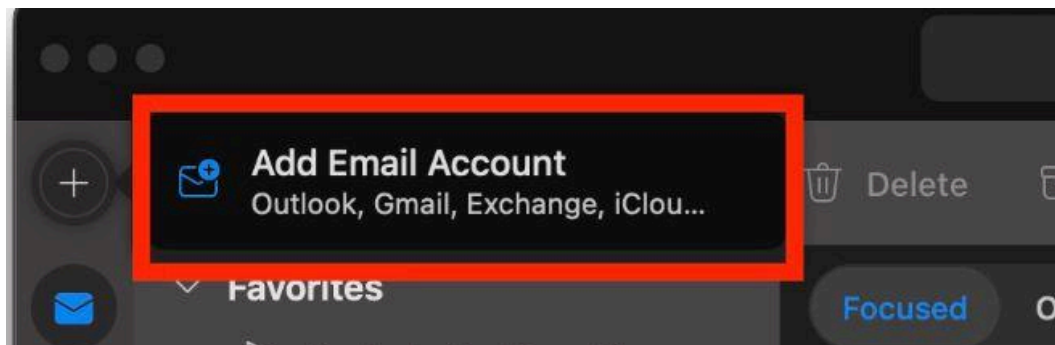 Add Email Account
Outlook, Gmail, Exchange, iClou...
Delete
Favorites
Focused